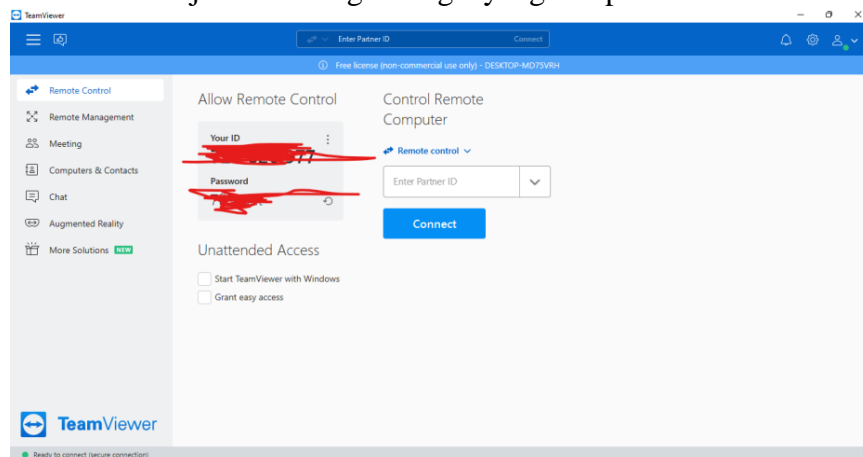 TeamViewer
Enter Partner ID
Connect
Free license (non-commercial use only) - DESKTOP-MD75VRH
Remote Control
Remote Management
Meeting
Computers & Contacts
Chat
Augmented Reality
More Solutions NEW
Allow Remote Control
Your ID
Password
Unattended Access
Start TeamViewer with Windows
Grant easy access
Control Remote
Computer
Remote control
Enter Partner ID
Connect
TeamViewer
Ready to connect (secure connection)